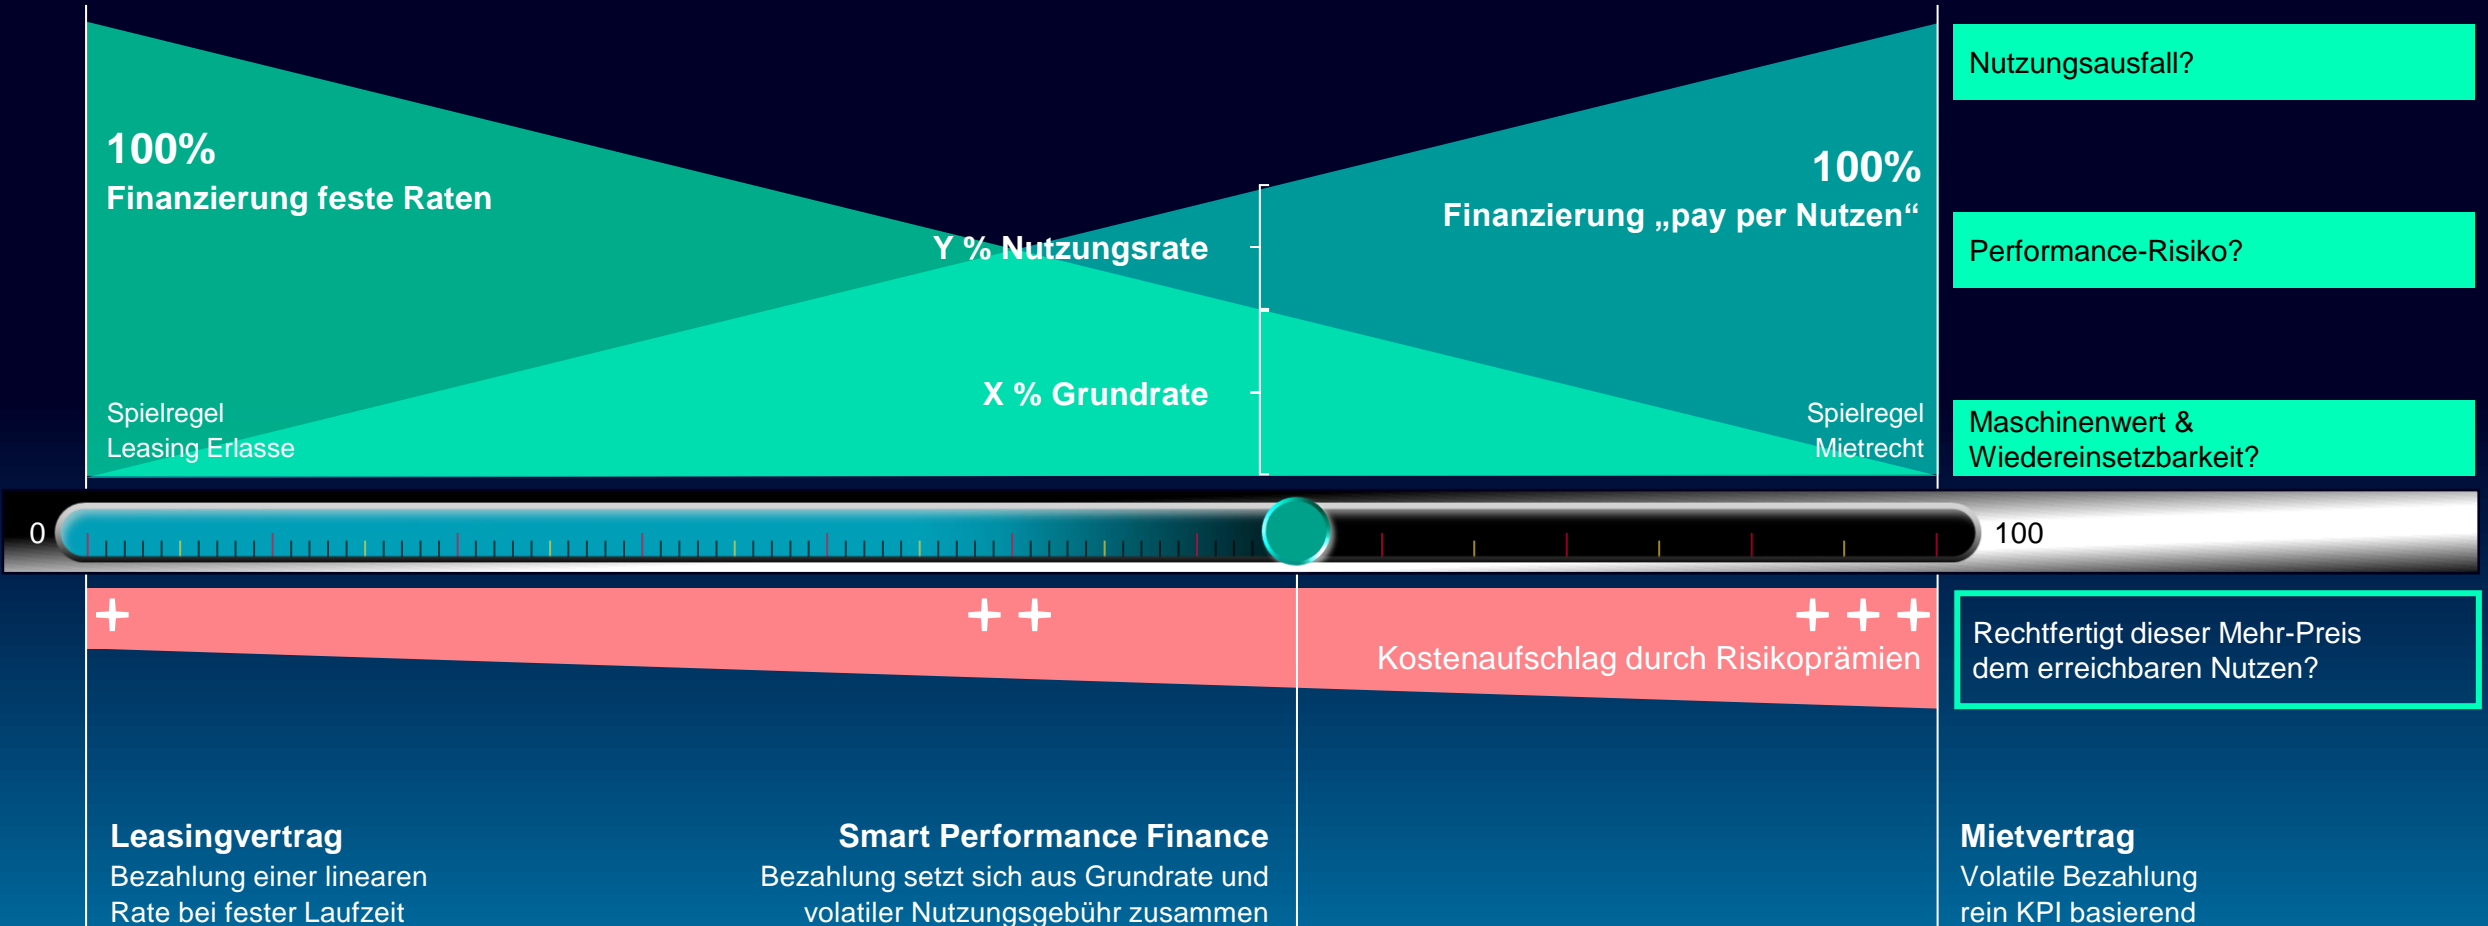 100%
Finanzierung feste Raten
Spielregel
Leasing Erlasse
Y % Nutzungsrate
X % Grundrate
100%
Finanzierung „pay per Nutzen“
Spielregel
Mietrecht
Nutzungsausfall?
Performance-Risiko?
Maschinenwert &
Wiedereinsetzbarkeit?
0
100
+
+ +
+ + +
Kostenaufschlag durch Risikoprämien
Rechtfertigt dieser Mehr-Preis
dem erreichbaren Nutzen?
Leasingvertrag
Bezahlung einer linearen
Rate bei fester Laufzeit
Smart Performance Finance
Bezahlung setzt sich aus Grundrate und
volatiler Nutzungsgebühr zusammen
Mietvertrag
Volatile Bezahlung
rein KPI basierend